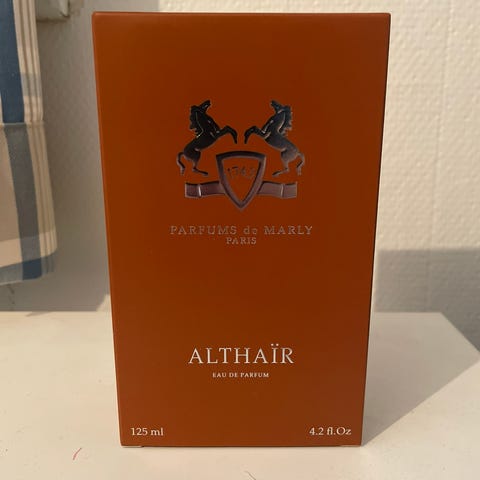 1743
PARFUMS de MARLY
PARIS
ALTHAÏR
EAU DE PARFUM
125 ml
4.2 fl.Oz